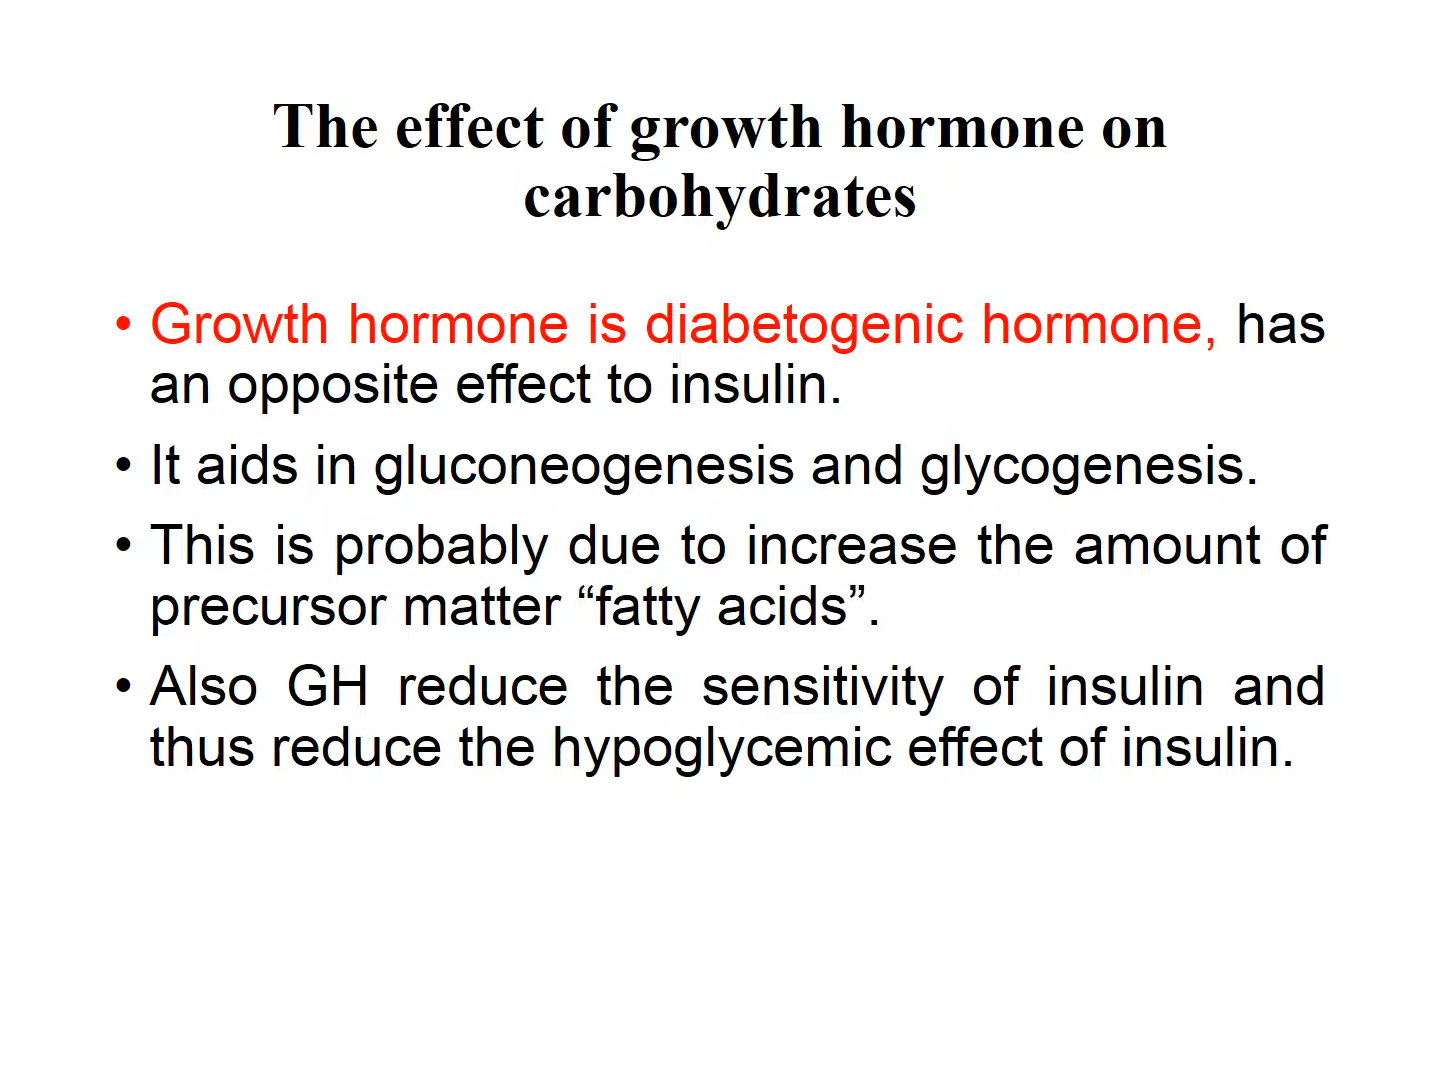 The effect of growth hormone on
carbohydrates
• Growth hormone is diabetogenic hormone, has
an opposite effect to insulin.
• It aids in gluconeogenesis and glycogenesis.
• This is probably due to increase the amount of
precursor matter “fatty acids”.
• Also GH reduce the sensitivity of insulin and
thus reduce the hypoglycemic effect of insulin.